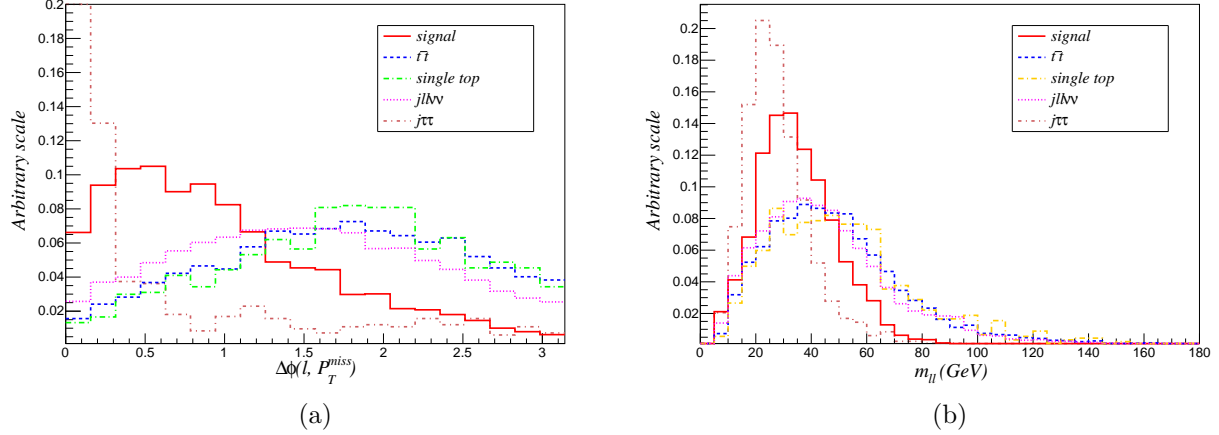 0.2
0.18
0.16
0.14
0.12
0.1
0.08
0.06
0.04
0.02
Arbitrary scale
signal
tt̄
single top
jllνν
jττ
0 0.5 1 1.5 2 2.5 3
Δϕ(l, P_T^miss)
(a)
0.2
0.18
0.16
0.14
0.12
0.1
0.08
0.06
0.04
0.02
Arbitrary scale
signal
tt̄
single top
jllνν
jττ
0 20 40 60 80 100 120 140 160 180
m_ll (GeV)
(b)